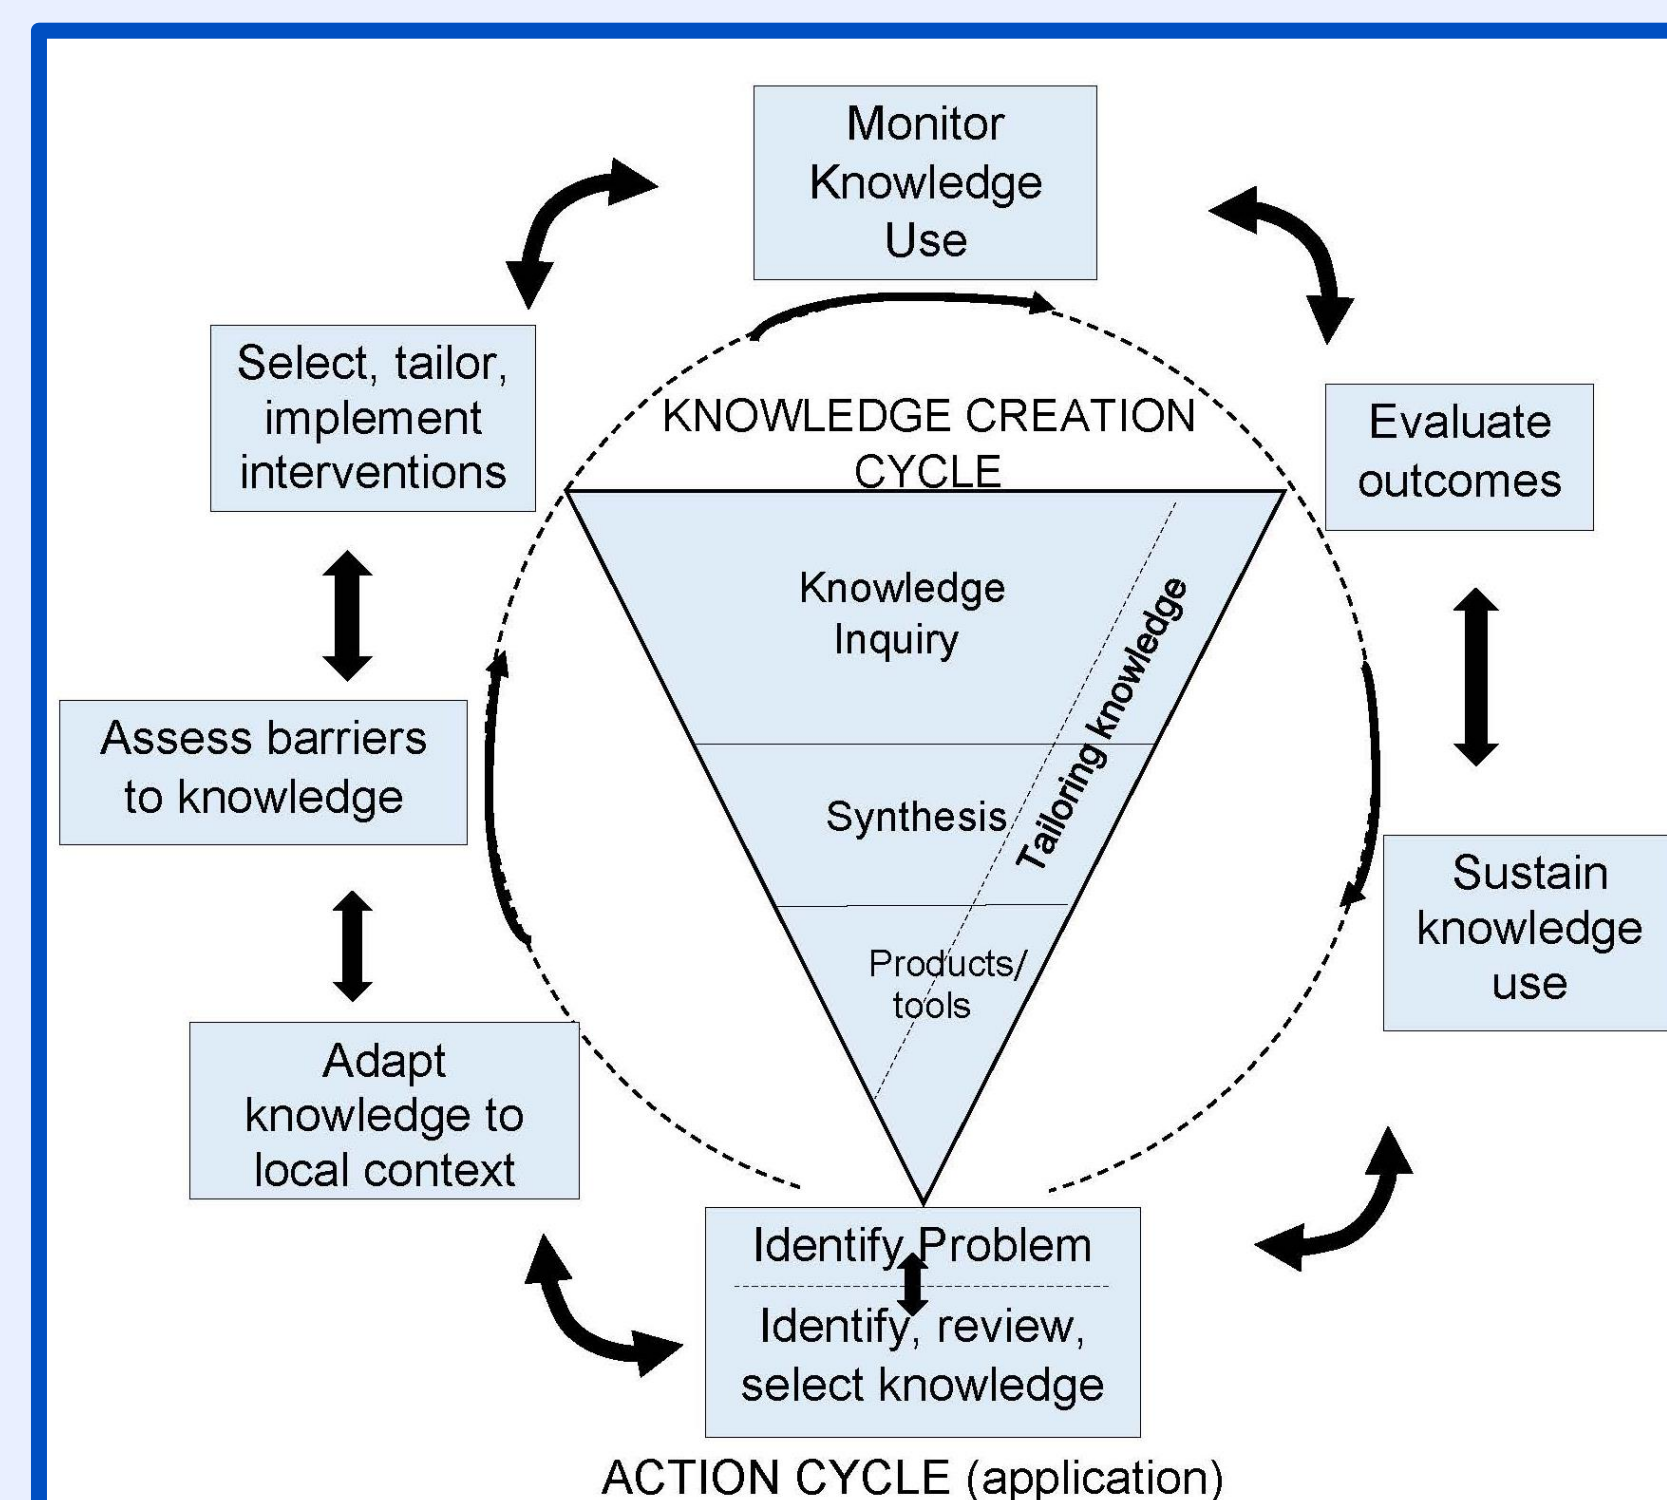 Monitor
Knowledge
Use
Select, tailor,
implement
interventions
Evaluate
outcomes
KNOWLEDGE CREATION
CYCLE
Knowledge
Inquiry
Tailoring knowledge
Synthesis
Products/
tools
Assess barriers
to knowledge
Sustain
knowledge
use
Adapt
knowledge to
local context
Identify Problem
Identify, review,
select knowledge
ACTION CYCLE (application)